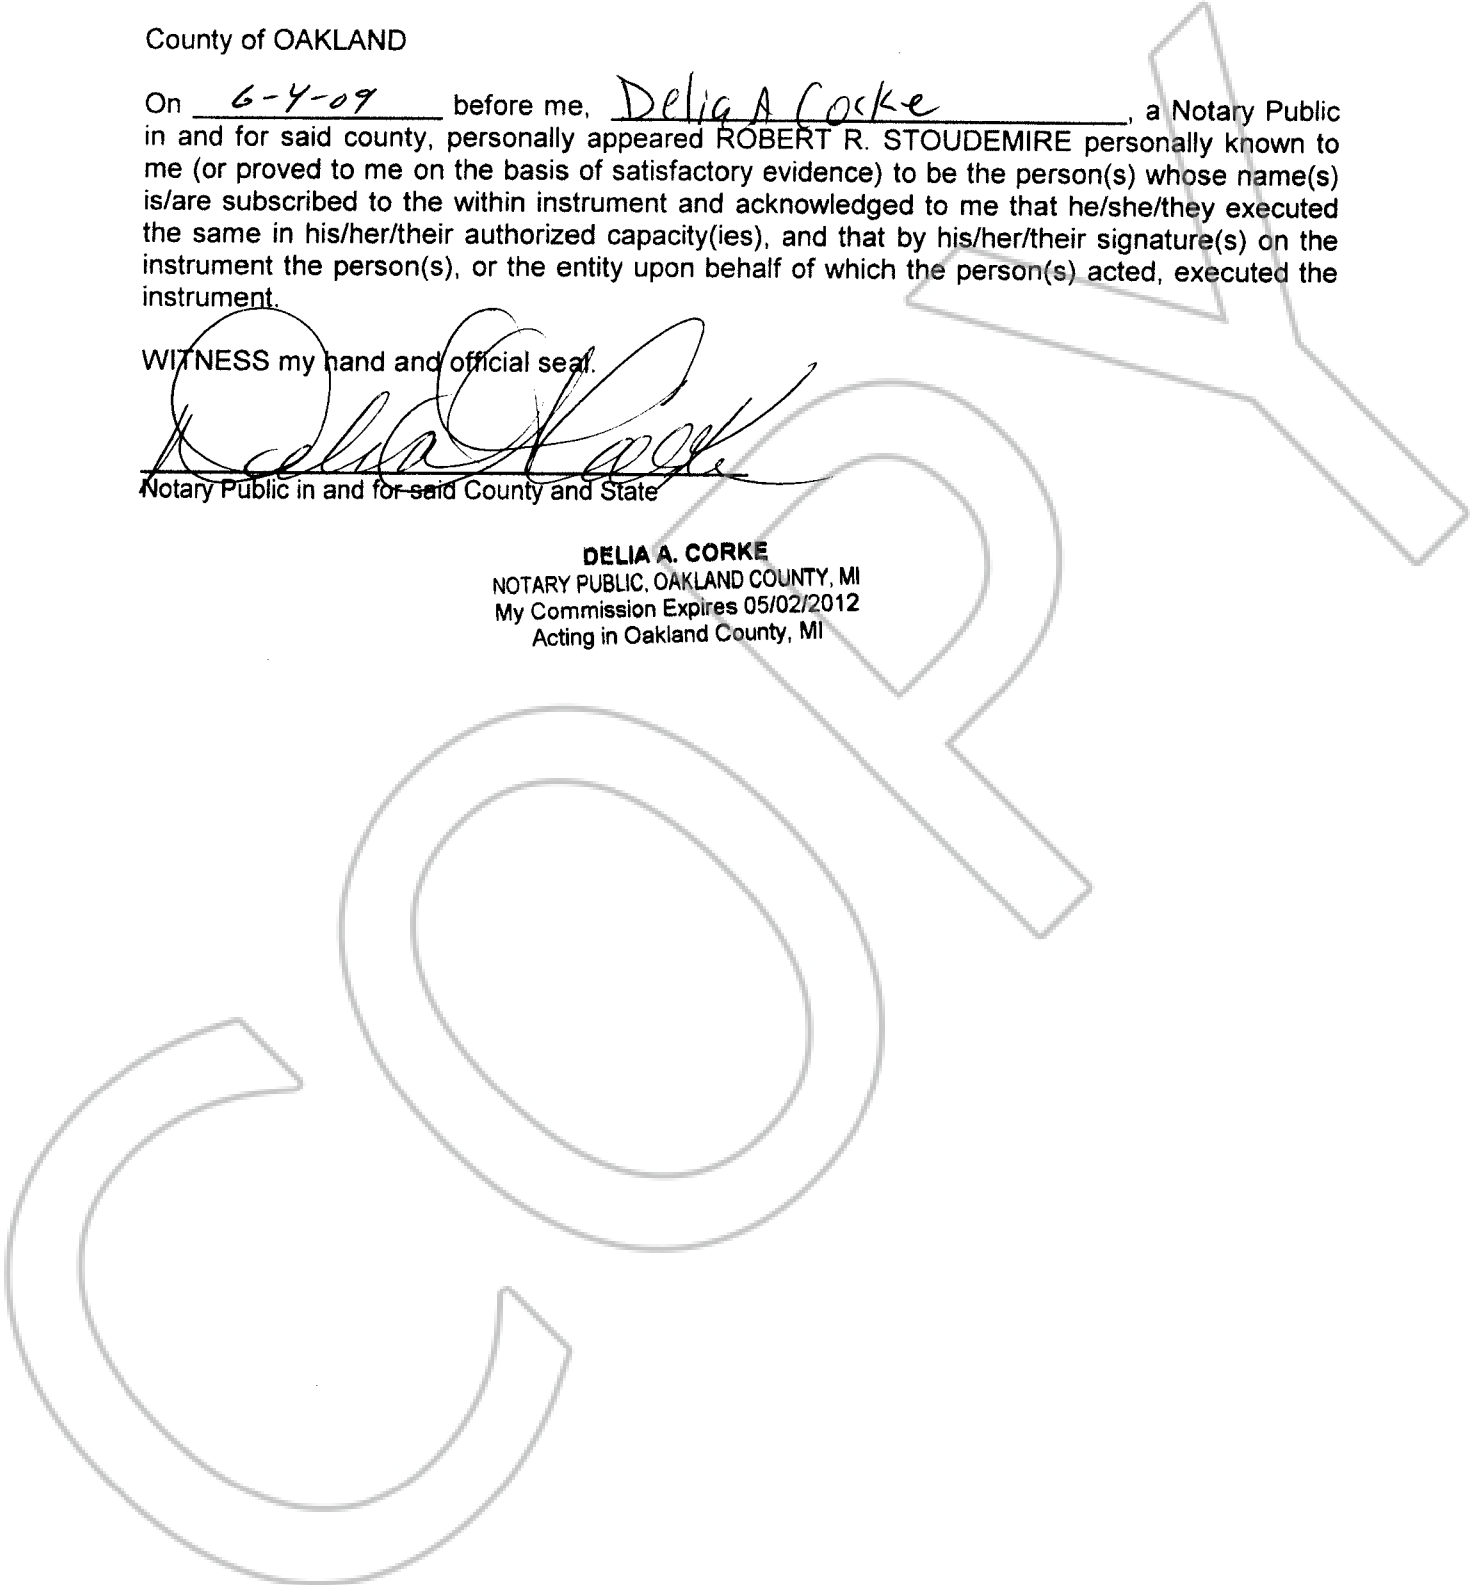 County of OAKLAND
On 6-4-09 before me, Delia A Corke, a Notary Public
in and for said county, personally appeared ROBERT R. STOUDEMIRE personally known to
me (or proved to me on the basis of satisfactory evidence) to be the person(s) whose name(s)
is/are subscribed to the within instrument and acknowledged to me that he/she/they executed
the same in his/her/their authorized capacity(ies), and that by his/her/their signature(s) on the
instrument the person(s), or the entity upon behalf of which the person(s) acted, executed the
instrument.
WITNESS my hand and official seal.
Delia A Corke
Notary Public in and for said County and State
DELIA A. CORKE
NOTARY PUBLIC, OAKLAND COUNTY, MI
My Commission Expires 05/02/2012
Acting in Oakland County, MI
COPY